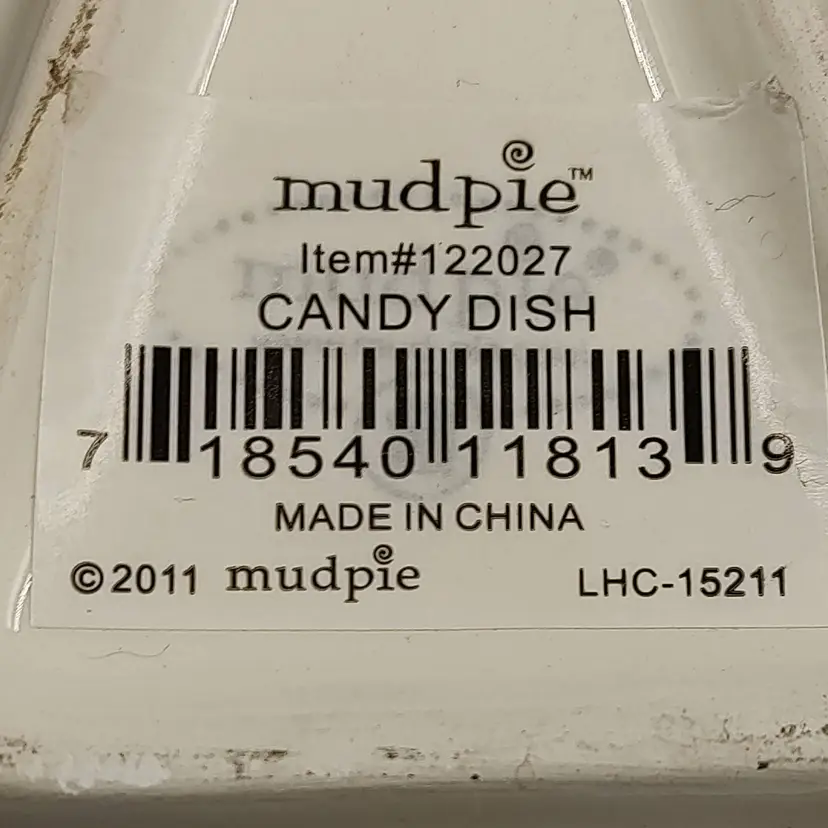 mudpie™
Item#122027
CANDY DISH
7 18540 11813 9
MADE IN CHINA
©2011 mudpie LHC-15211